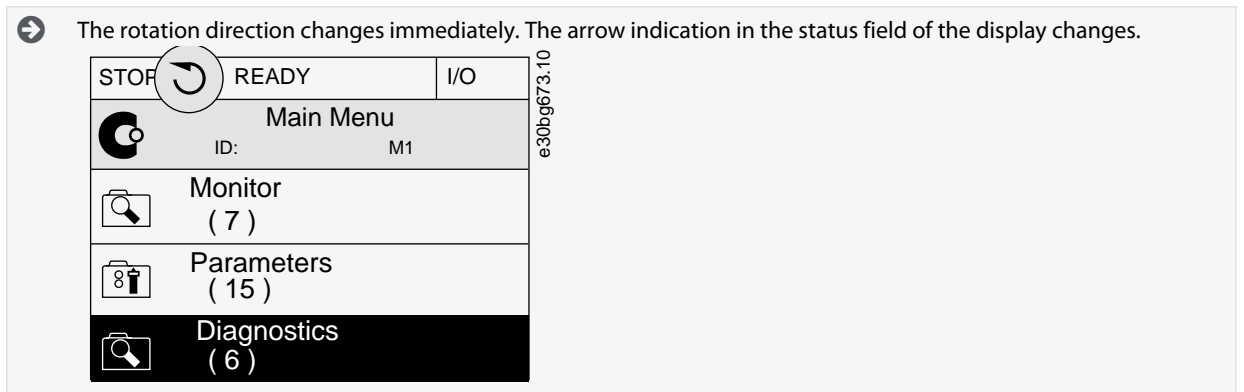 The rotation direction changes immediately. The arrow indication in the status field of the display changes.
STOP READY I/O
Main Menu
ID: M1
Monitor
( 7 )
Parameters
( 15 )
Diagnostics
( 6 )
e30bg673.10